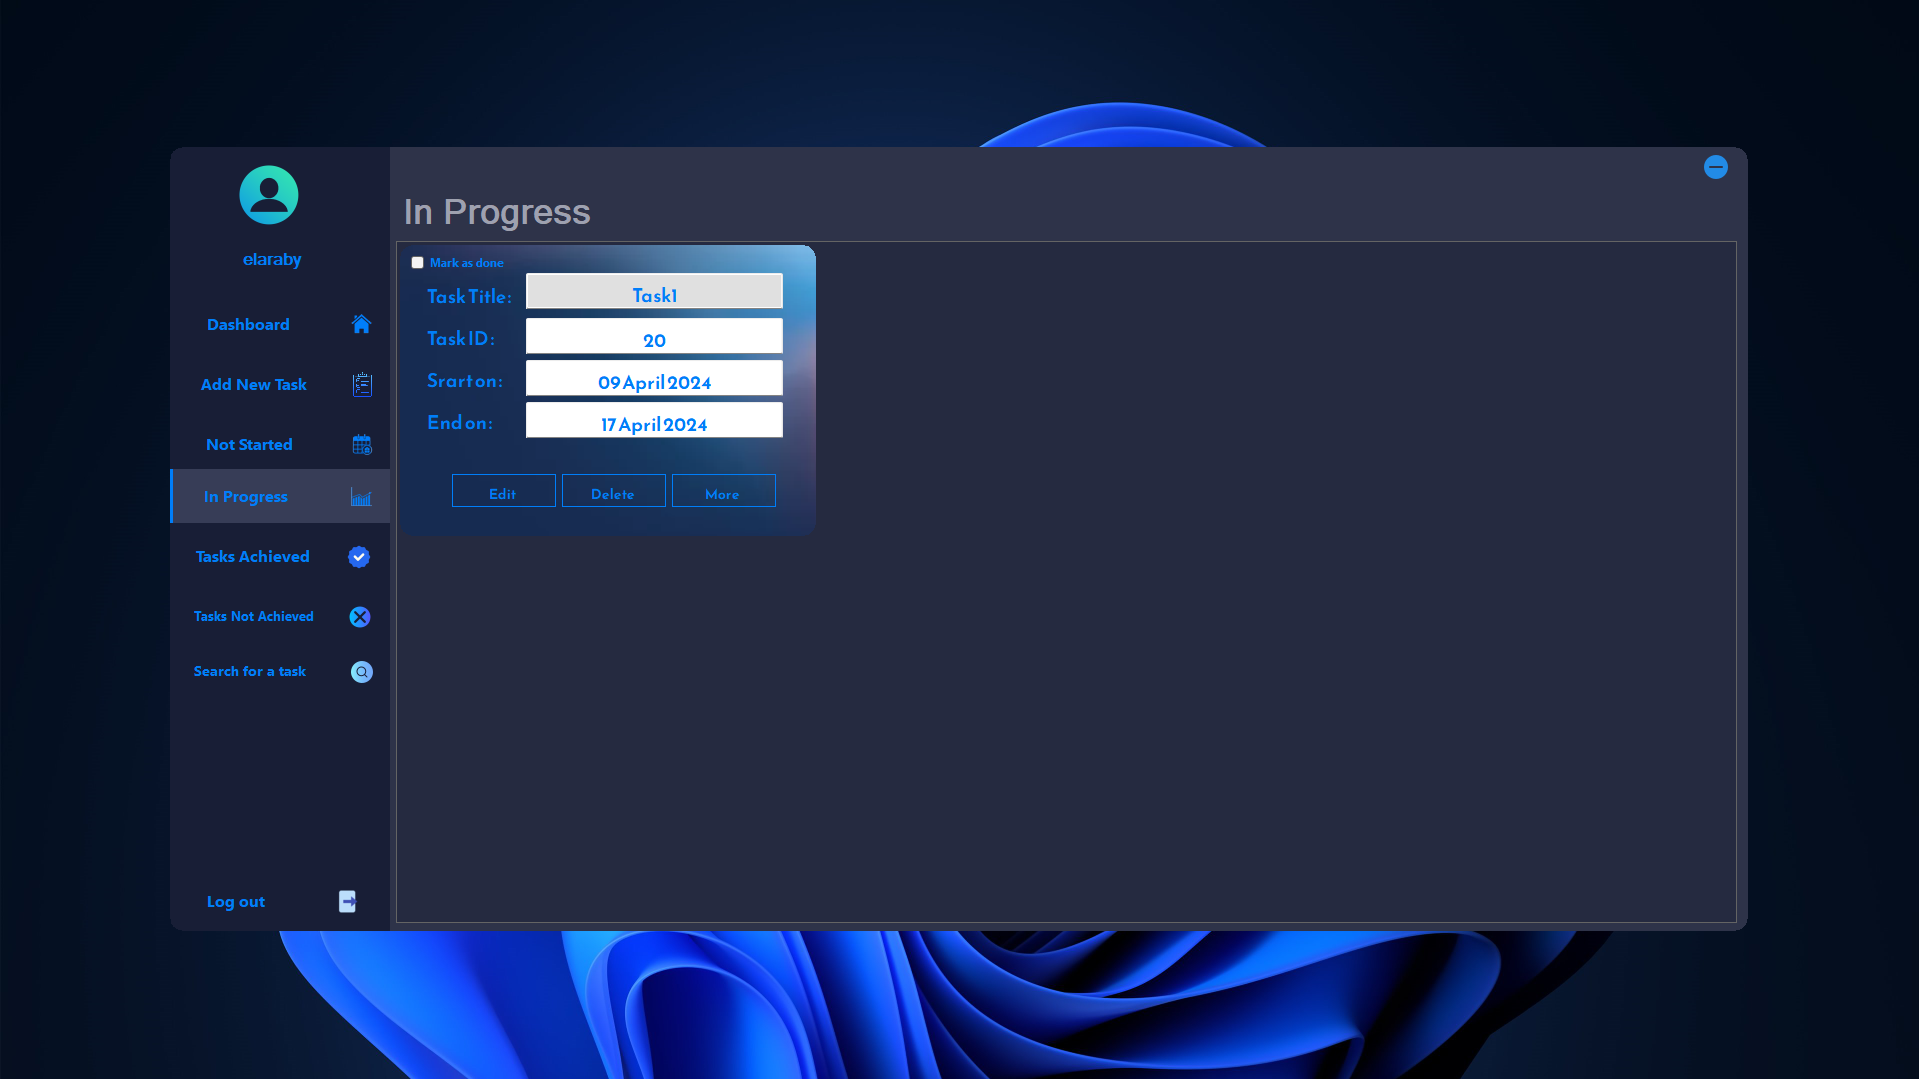 elaraby
Dashboard
Add New Task
Not Started
In Progress
Tasks Achieved
Tasks Not Achieved
Search for a task
Log out
In Progress
Mark as done
Task Title: Task1
Task ID: 20
Srart on: 09 April 2024
End on: 17 April 2024
Edit Delete More